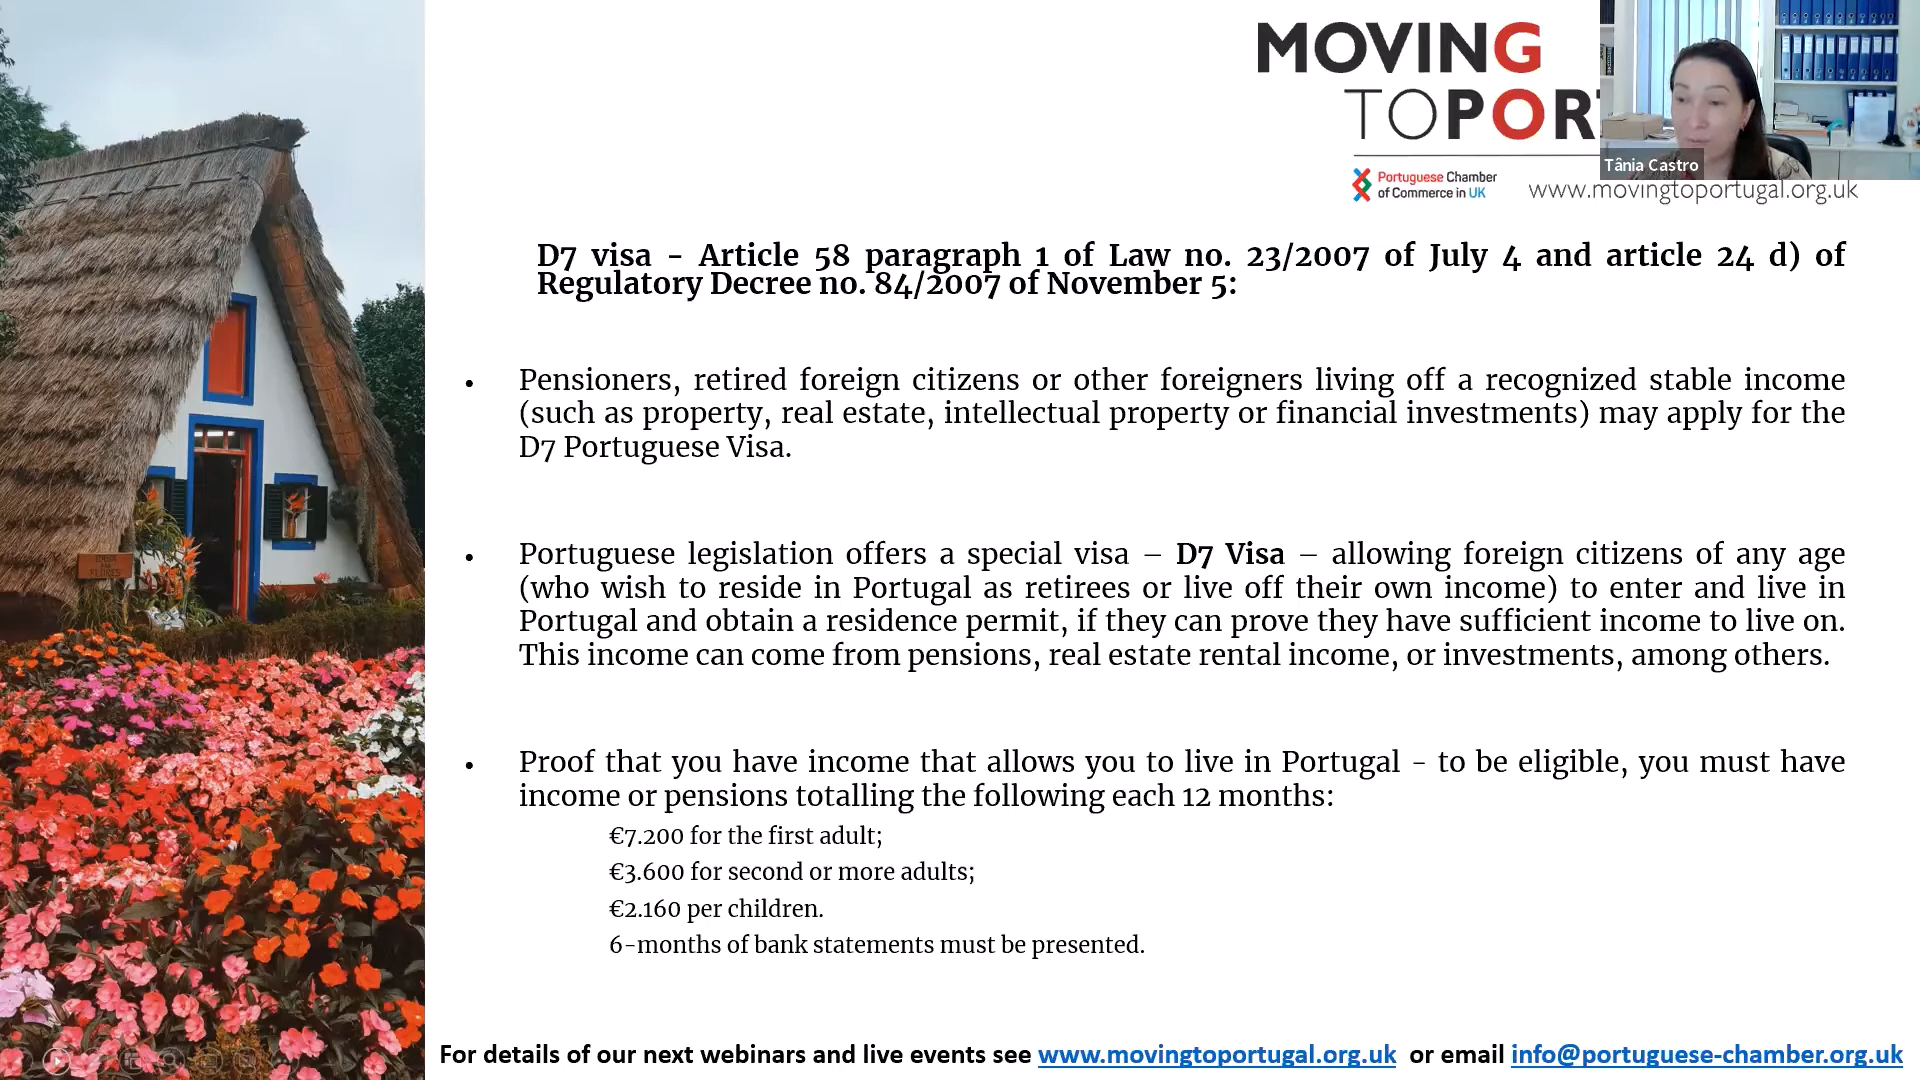 MOVING
TOPOR
Tânia Castro
Portuguese Chamber
of Commerce in UK
www.movingtoportugal.org.uk
D7 visa - Article 58 paragraph 1 of Law no. 23/2007 of July 4 and article 24 d) of
Regulatory Decree no. 84/2007 of November 5:
• Pensioners, retired foreign citizens or other foreigners living off a recognized stable income
(such as property, real estate, intellectual property or financial investments) may apply for the
D7 Portuguese Visa.
• Portuguese legislation offers a special visa – D7 Visa – allowing foreign citizens of any age
(who wish to reside in Portugal as retirees or live off their own income) to enter and live in
Portugal and obtain a residence permit, if they can prove they have sufficient income to live on.
This income can come from pensions, real estate rental income, or investments, among others.
• Proof that you have income that allows you to live in Portugal - to be eligible, you must have
income or pensions totalling the following each 12 months:
€7.200 for the first adult;
€3.600 for second or more adults;
€2.160 per children.
6-months of bank statements must be presented.
For details of our next webinars and live events see www.movingtoportugal.org.uk or email info@portuguese-chamber.org.uk